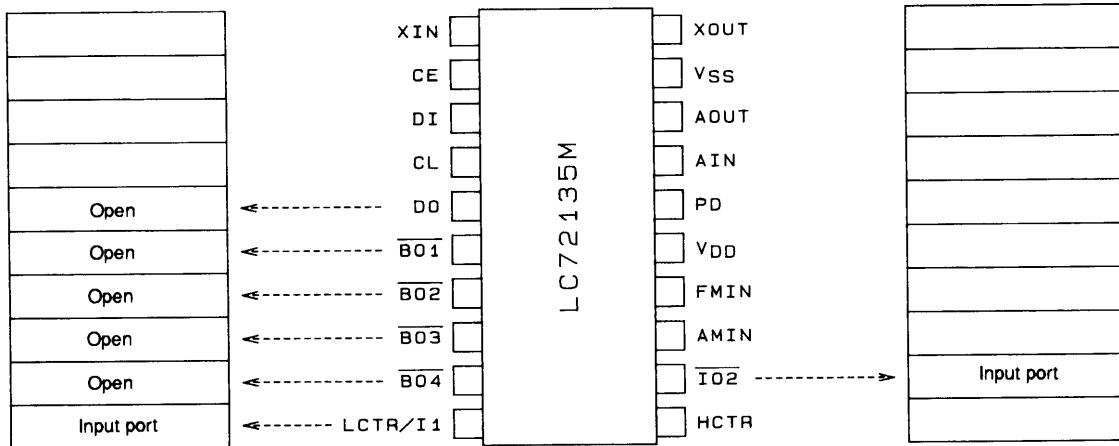 XIN
XOUT
CE
VSS
DI
AOUT
CL
AIN
Open
DO
PD
Open
BO1
VDD
Open
BO2
FMIN
Open
BO3
AMIN
Open
BO4
IO2
Input port
Input port
LCTR/I1
HCTR
LC72135M